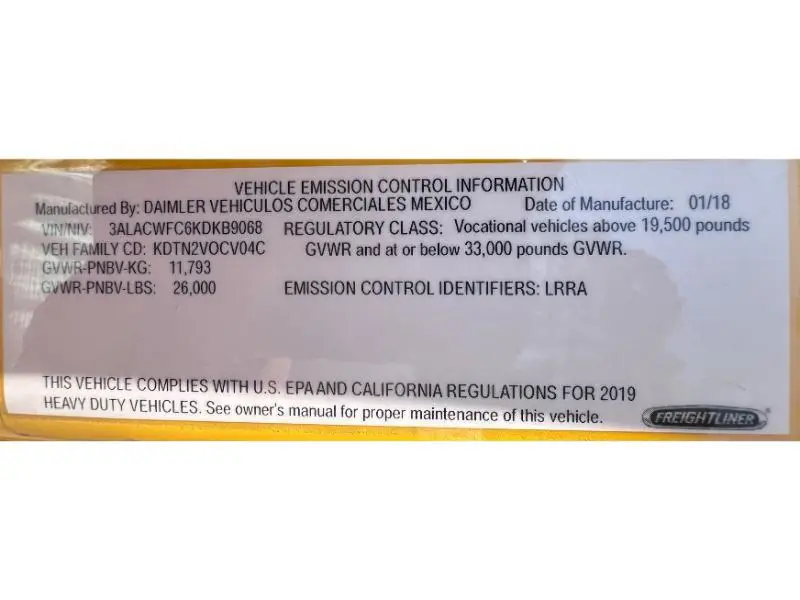 VEHICLE EMISSION CONTROL INFORMATION
Manufactured By: DAIMLER VEHICULOS COMERCIALES MEXICO Date of Manufacture: 01/18
VIN/NIV: 3ALACWFC6KDKB9068 REGULATORY CLASS: Vocational vehicles above 19,500 pounds
VEH FAMILY CD: KDTN2VOCV04C GVWR and at or below 33,000 pounds GVWR.
GVWR-PNBV-KG: 11,793
GVWR-PNBV-LBS: 26,000 EMISSION CONTROL IDENTIFIERS: LRRA
THIS VEHICLE COMPLIES WITH U.S. EPA AND CALIFORNIA REGULATIONS FOR 2019
HEAVY DUTY VEHICLES. See owner's manual for proper maintenance of this vehicle.
FREIGHTLINER